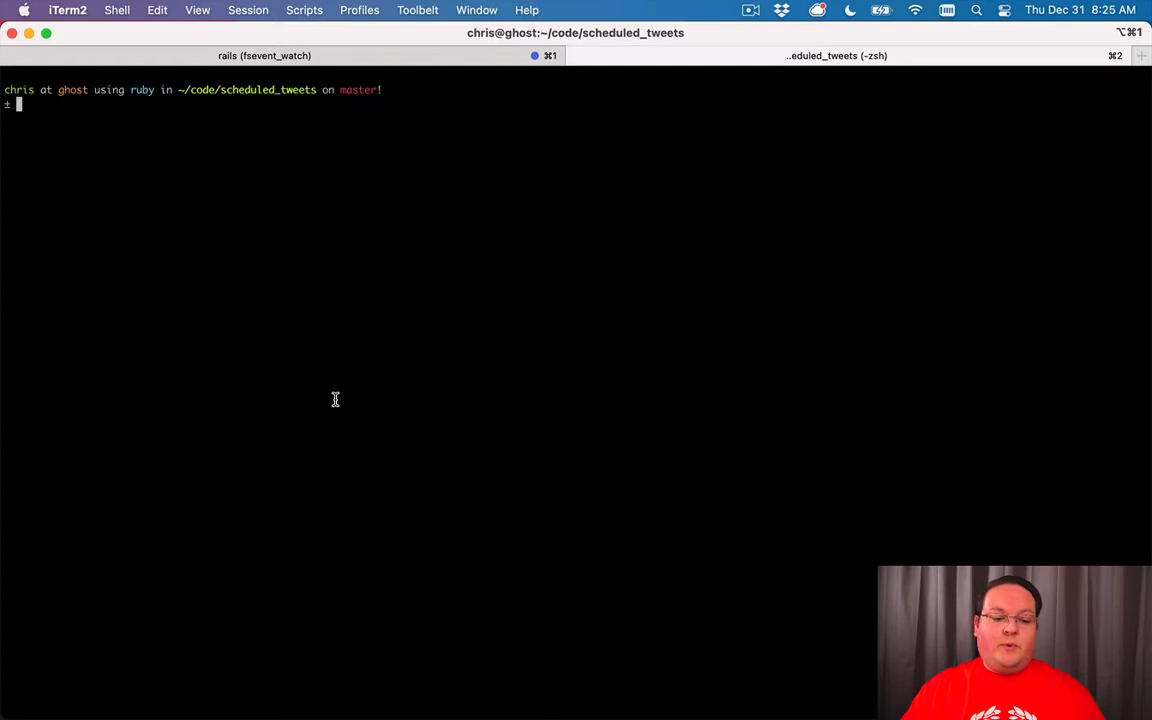 iTerm2 Shell Edit View Session Scripts Profiles Toolbelt Window Help Thu Dec 31 8:25 AM
chris@ghost:~/code/scheduled_tweets ⌥⌘1
rails (fsevent_watch) ⌘1 ..eduled_tweets (-zsh) ⌘2
chris at ghost using ruby in ~/code/scheduled_tweets on master!
±